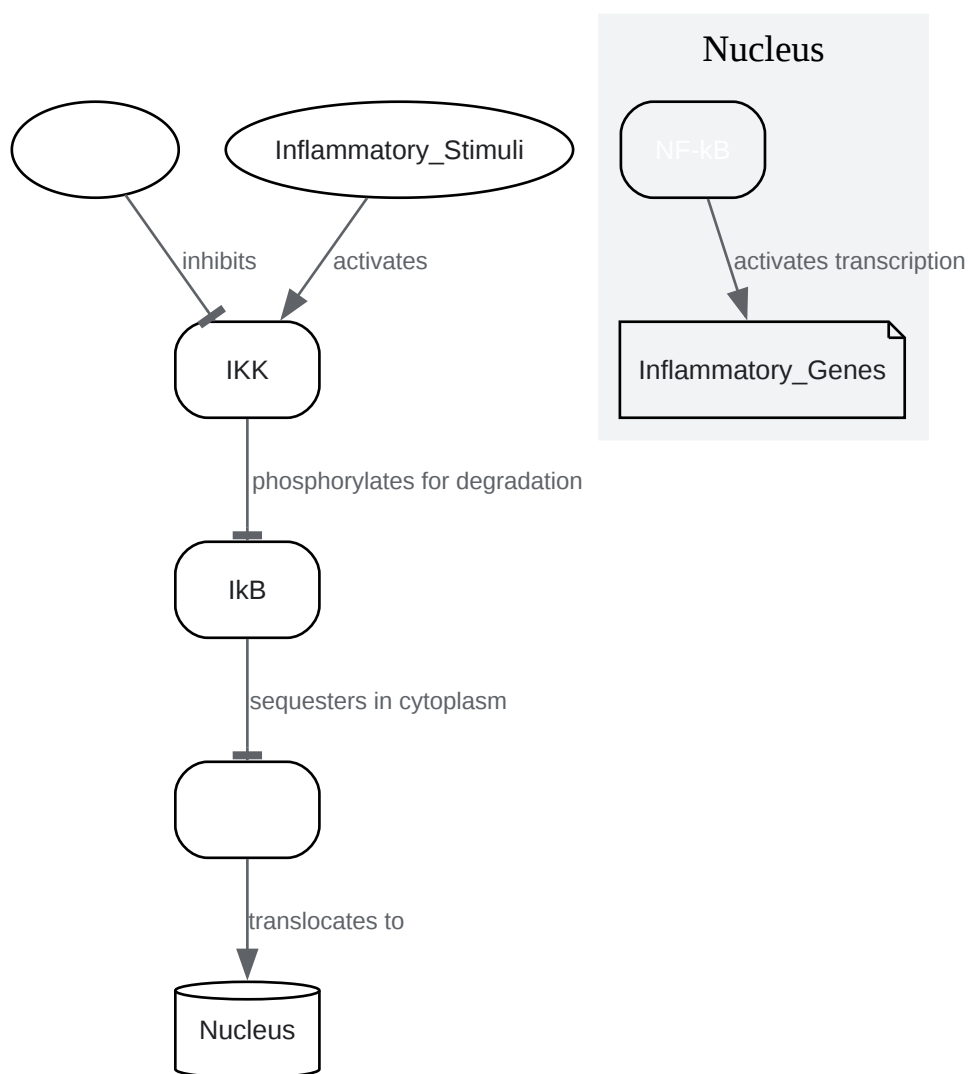 Nucleus
Inflammatory_Stimuli
NF-kB
inhibits
activates
activates transcription
IKK
Inflammatory_Genes
phosphorylates for degradation
IkB
sequesters in cytoplasm
translocates to
Nucleus